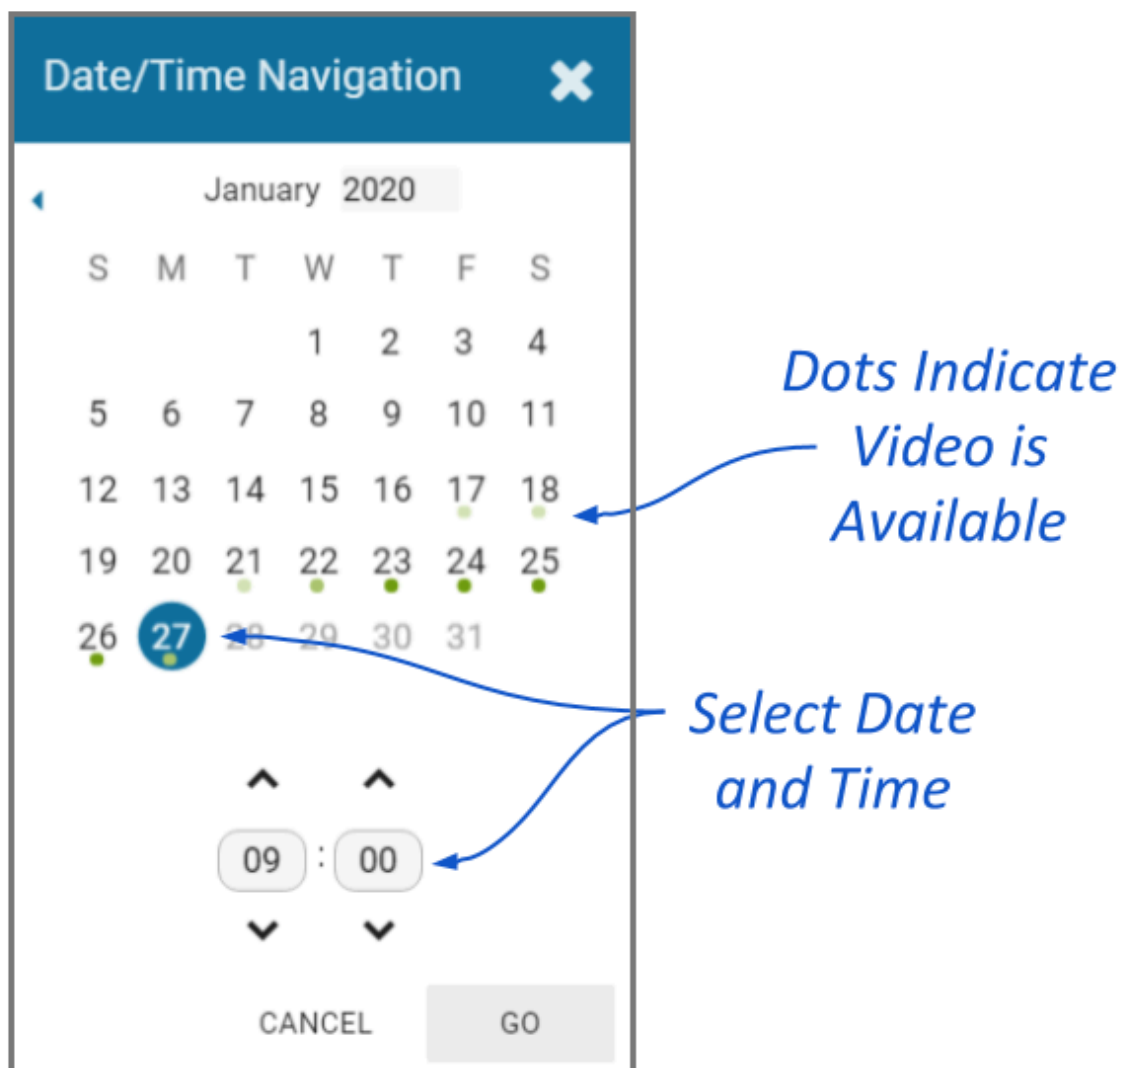 Date/Time Navigation
January 2020
S M T W T F S
1 2 3 4
5 6 7 8 9 10 11
12 13 14 15 16 17 18
19 20 21 22 23 24 25
26 27 28 29 30 31
09 : 00
CANCEL GO
Dots Indicate
Video is
Available
Select Date
and Time